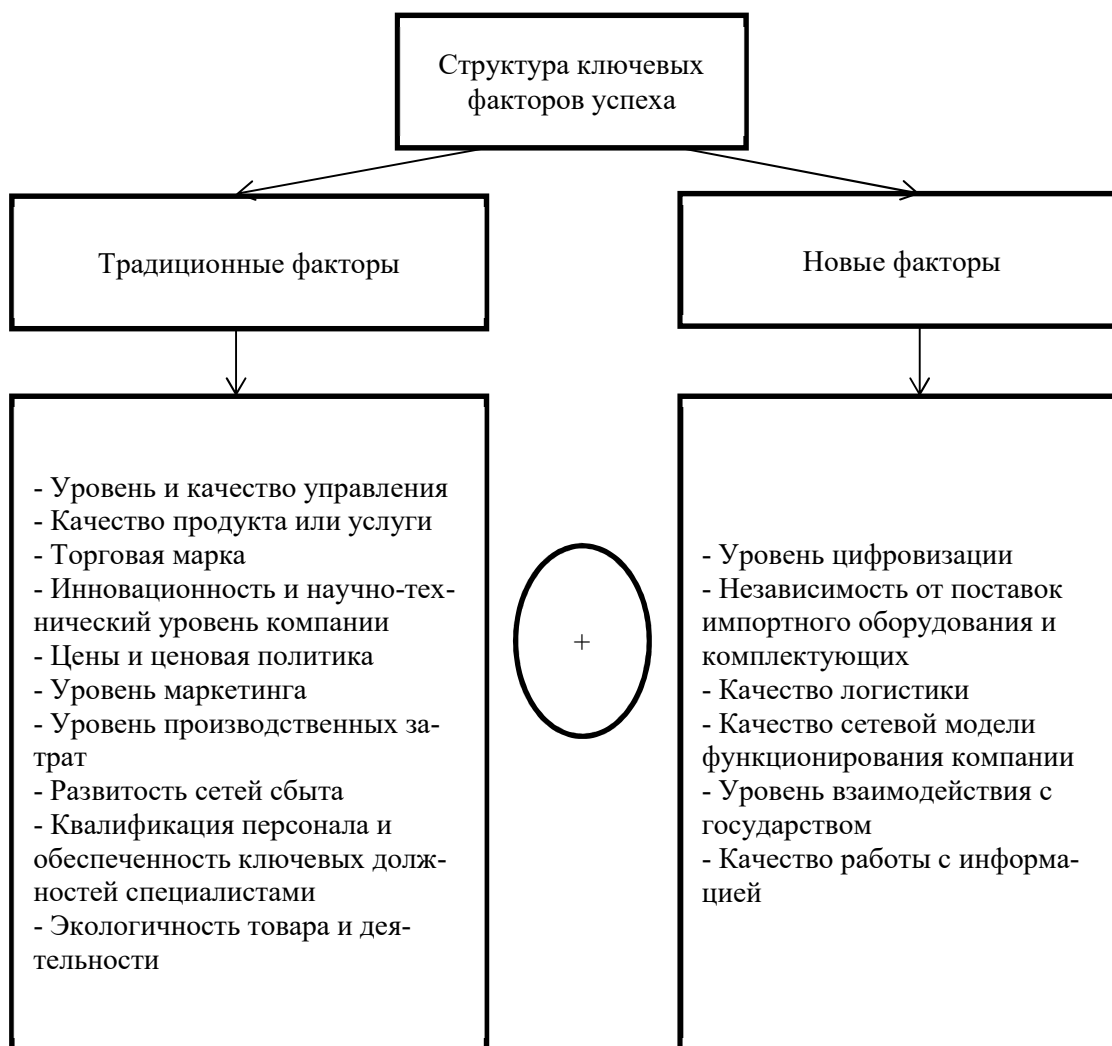 Структура ключевых
факторов успеха
Традиционные факторы
Новые факторы
- Уровень и качество управления
- Качество продукта или услуги
- Торговая марка
- Инновационность и научно-тех-
нический уровень компании
- Цены и ценовая политика
- Уровень маркетинга
- Уровень производственных за-
трат
- Развитость сетей сбыта
- Квалификация персонала и
обеспеченность ключевых долж-
ностей специалистами
- Экологичность товара и дея-
тельности
+
- Уровень цифровизации
- Независимость от поставок
импортного оборудования и
комплектующих
- Качество логистики
- Качество сетевой модели
функционирования компании
- Уровень взаимодействия с
государством
- Качество работы с информа-
цией